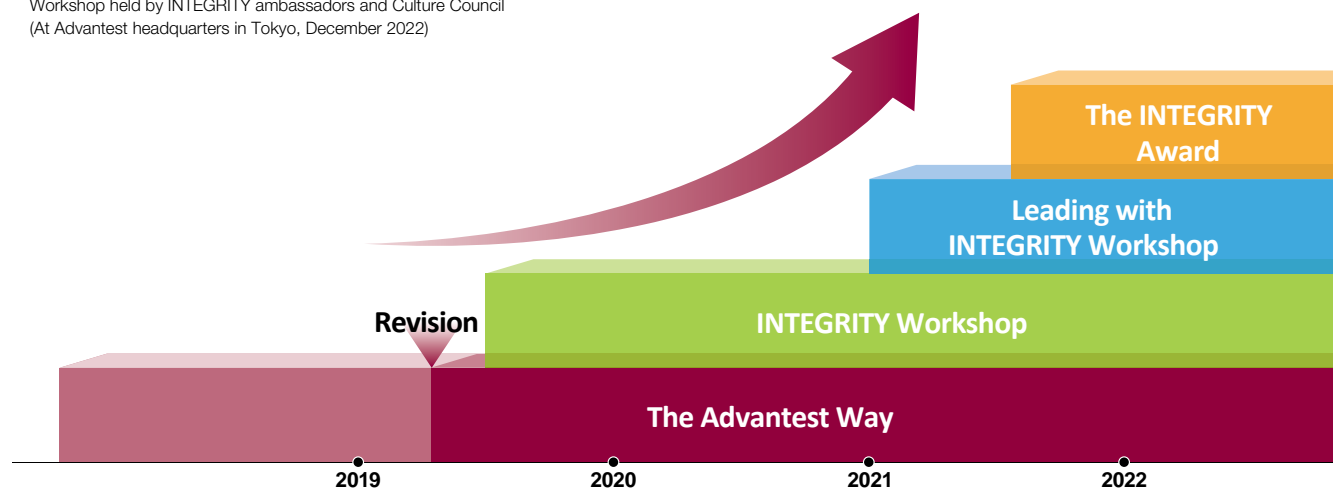 Workshop held by INTEGRITY ambassadors and Culture Council
(At Advantest headquarters in Tokyo, December 2022)
The INTEGRITY
Award
Leading with
INTEGRITY Workshop
Revision
INTEGRITY Workshop
The Advantest Way
2019
2020
2021
2022